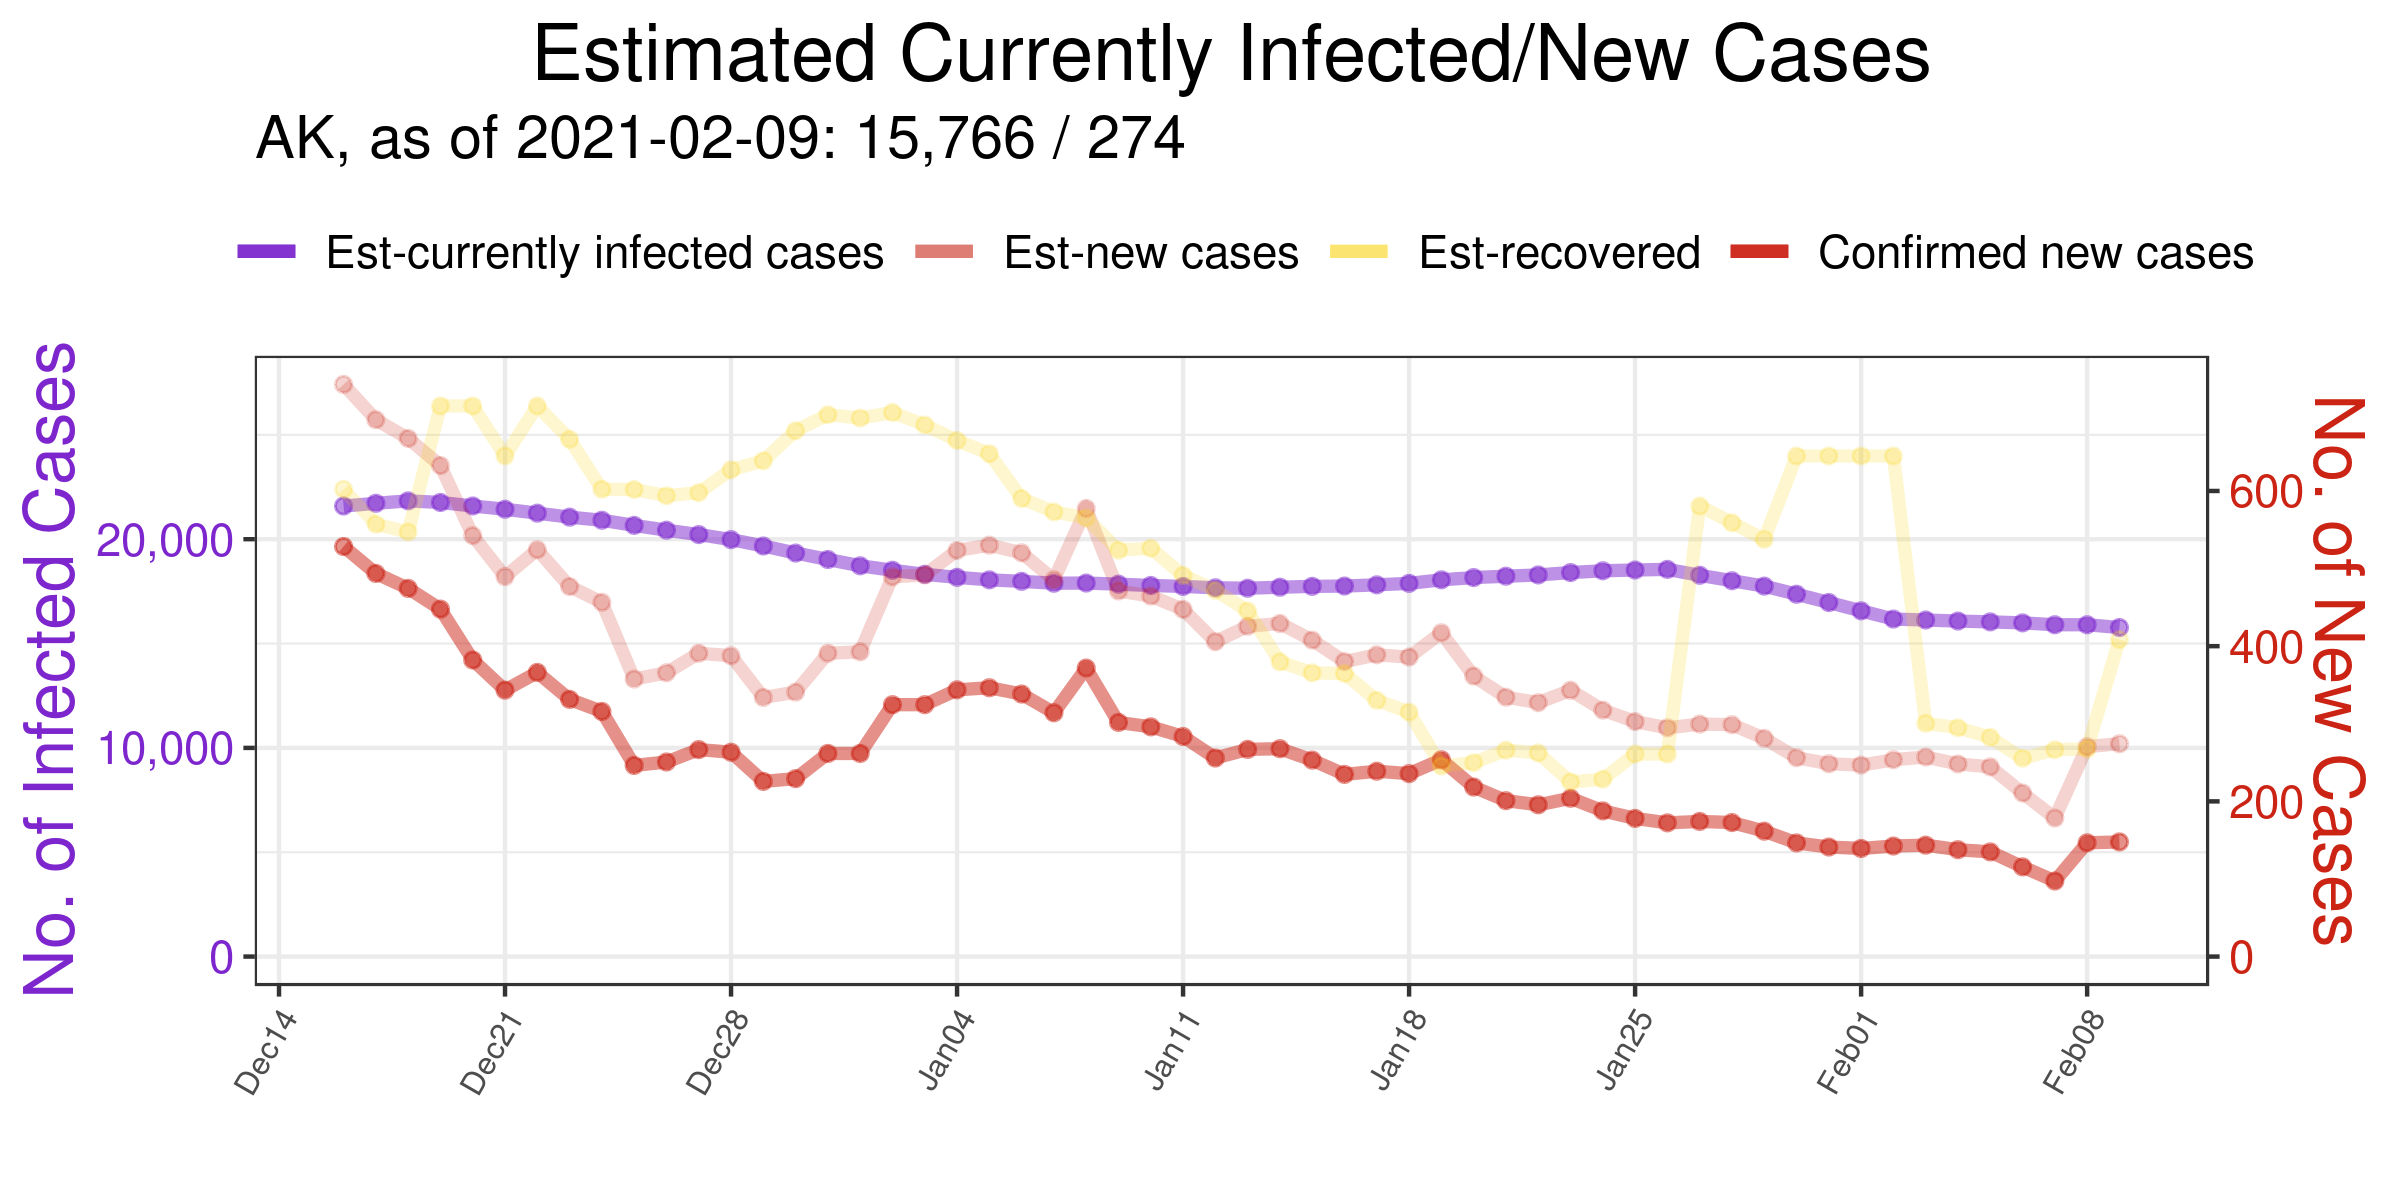 Estimated Currently Infected/New Cases
AK, as of 2021-02-09: 15,766 / 274
Est-currently infected cases
Est-new cases
Est-recovered
Confirmed new cases
No. of Infected Cases
20,000
10,000
0
No. of New Cases
600
400
200
0
Dec14
Dec21
Dec28
Jan04
Jan11
Jan18
Jan25
Feb01
Feb08